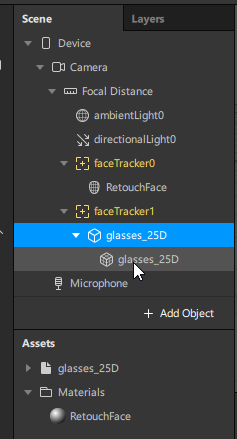 Scene Layers
Device
Camera
Focal Distance
ambientLight0
directionalLight0
faceTracker0
RetouchFace
faceTracker1
glasses_25D
glasses_25D
Microphone
+ Add Object
Assets
glasses_25D
Materials
RetouchFace